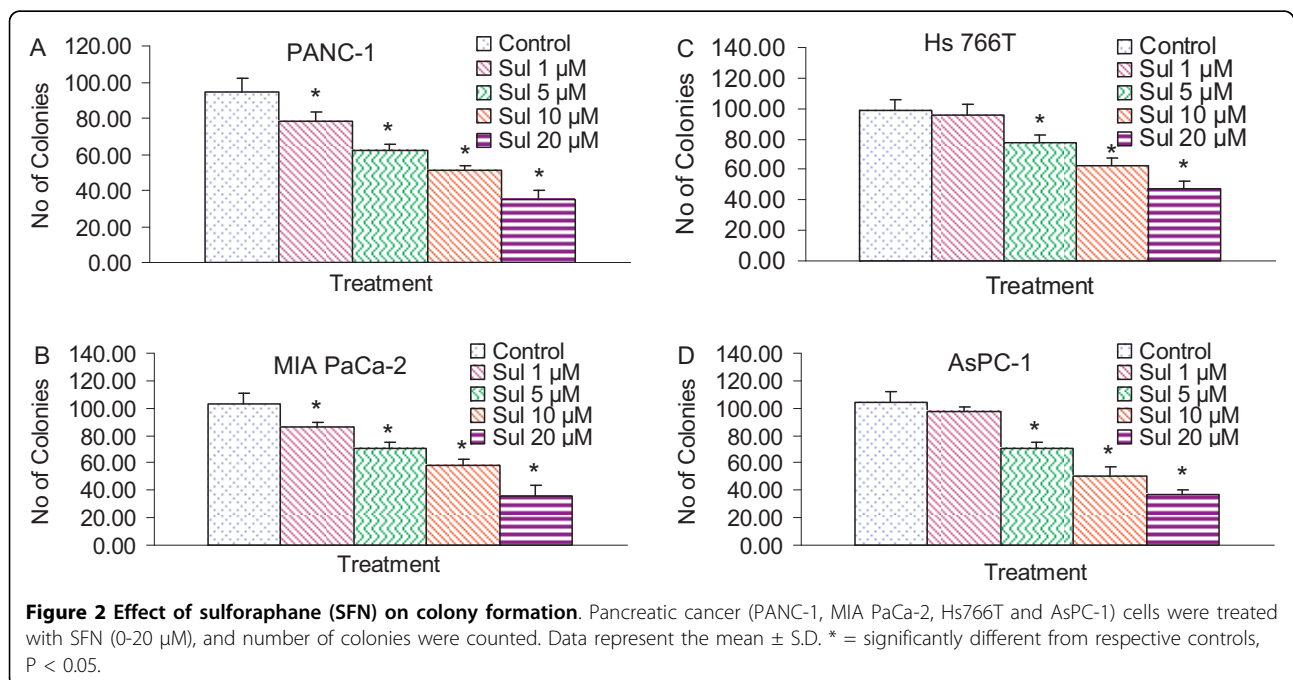 A
PANC-1
120.00
100.00
80.00
60.00
40.00
20.00
0.00
No of Colonies
Treatment
Control
Sul 1 µM
Sul 5 µM
Sul 10 µM
Sul 20 µM
*
*
*
*
C
Hs 766T
140.00
120.00
100.00
80.00
60.00
40.00
20.00
0.00
No of Colonies
Treatment
Control
Sul 1 µM
Sul 5 µM
Sul 10 µM
Sul 20 µM
*
*
*
B
MIA PaCa-2
140.00
120.00
100.00
80.00
60.00
40.00
20.00
0.00
No of Colonies
Treatment
Control
Sul 1 µM
Sul 5 µM
Sul 10 µM
Sul 20 µM
*
*
*
*
D
AsPC-1
140.00
120.00
100.00
80.00
60.00
40.00
20.00
0.00
No of Colonies
Treatment
Control
Sul 1 µM
Sul 5 µM
Sul 10 µM
Sul 20 µM
*
*
*
Figure 2 Effect of sulforaphane (SFN) on colony formation. Pancreatic cancer (PANC-1, MIA PaCa-2, Hs766T and AsPC-1) cells were treated
with SFN (0-20 µM), and number of colonies were counted. Data represent the mean ± S.D. * = significantly different from respective controls,
P < 0.05.